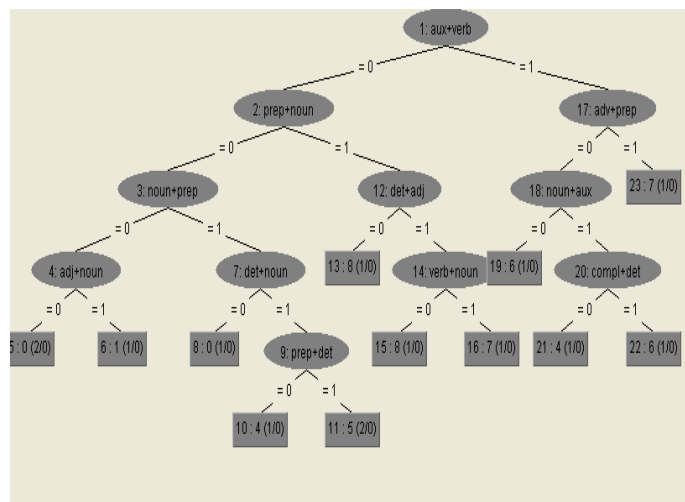 1: aux+verb
= 0
= 1
2: prep+noun
17: adv+prep
= 0
= 1
= 0
= 1
3: noun+prep
12: det+adj
18: noun+aux
23 : 7 (1/0)
= 0
= 1
= 0
= 1
= 0
= 1
4: adj+noun
7: det+noun
13 : 8 (1/0)
14: verb+noun
19 : 6 (1/0)
20: compl+det
= 0
= 1
= 0
= 1
= 0
= 1
= 0
= 1
5 : 0 (2/0)
6 : 1 (1/0)
8 : 0 (1/0)
9: prep+det
15 : 8 (1/0)
16 : 7 (1/0)
21 : 4 (1/0)
22 : 6 (1/0)
= 0
= 1
10 : 4 (1/0)
11 : 5 (2/0)